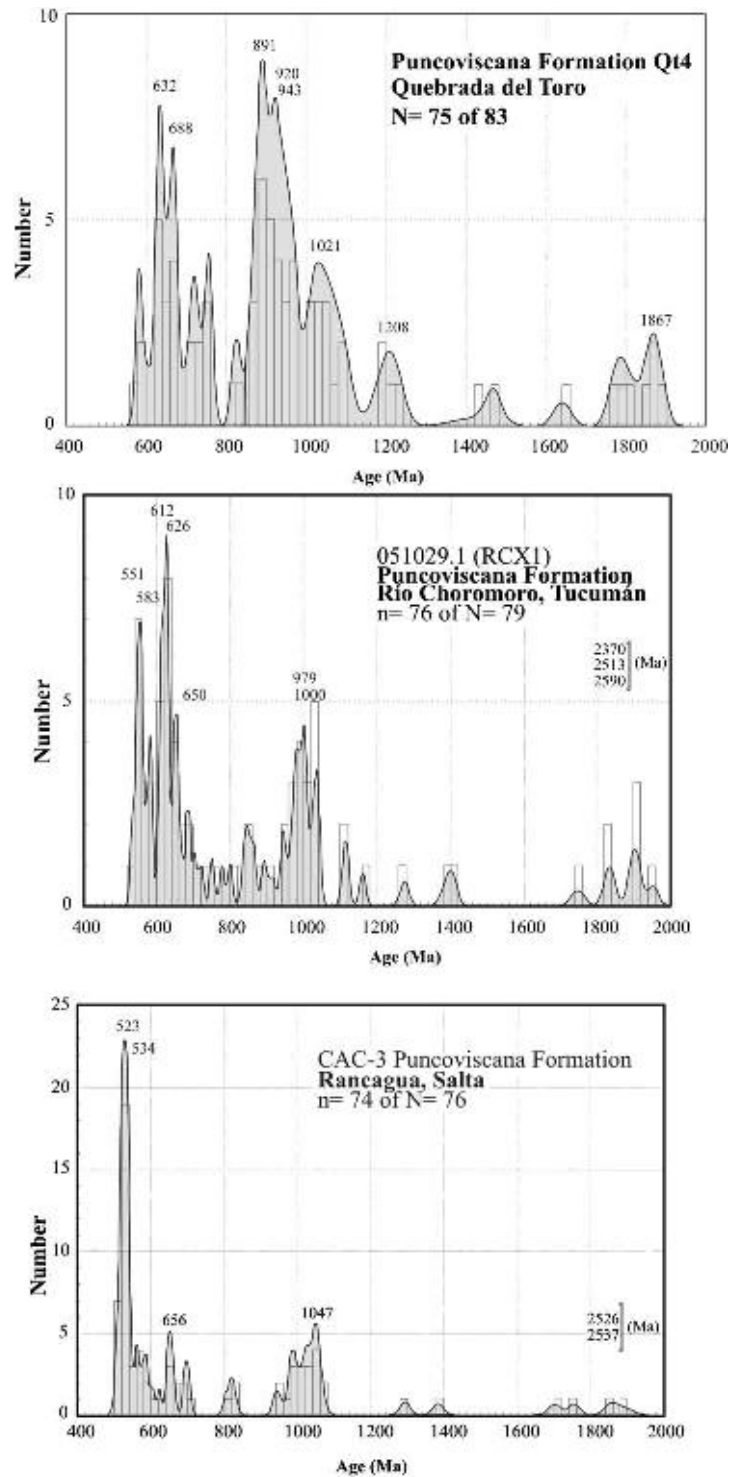 10
891
920
943
632
688
Puncoviscana Formation Qt4
Quebrada del Toro
N= 75 of 83
Number
5
1021
1208
1867
0
400 600 800 1000 1200 1400 1600 1800 2000
Age (Ma)
10
612
626
551
583
650
051029.1 (RCX1)
Puncoviscana Formation
Río Choromoro, Tucumán
n= 76 of N= 79
2370
2513 (Ma)
2590
979
1000
Number
5
0
400 600 800 1000 1200 1400 1600 1800 2000
Age (Ma)
25
523
534
CAC-3 Puncoviscana Formation
Rancagua, Salta
n= 74 of N= 76
20
15
Number
10
656
1047
2526
2537 (Ma)
5
0
400 600 800 1000 1200 1400 1600 1800 2000
Age (Ma)